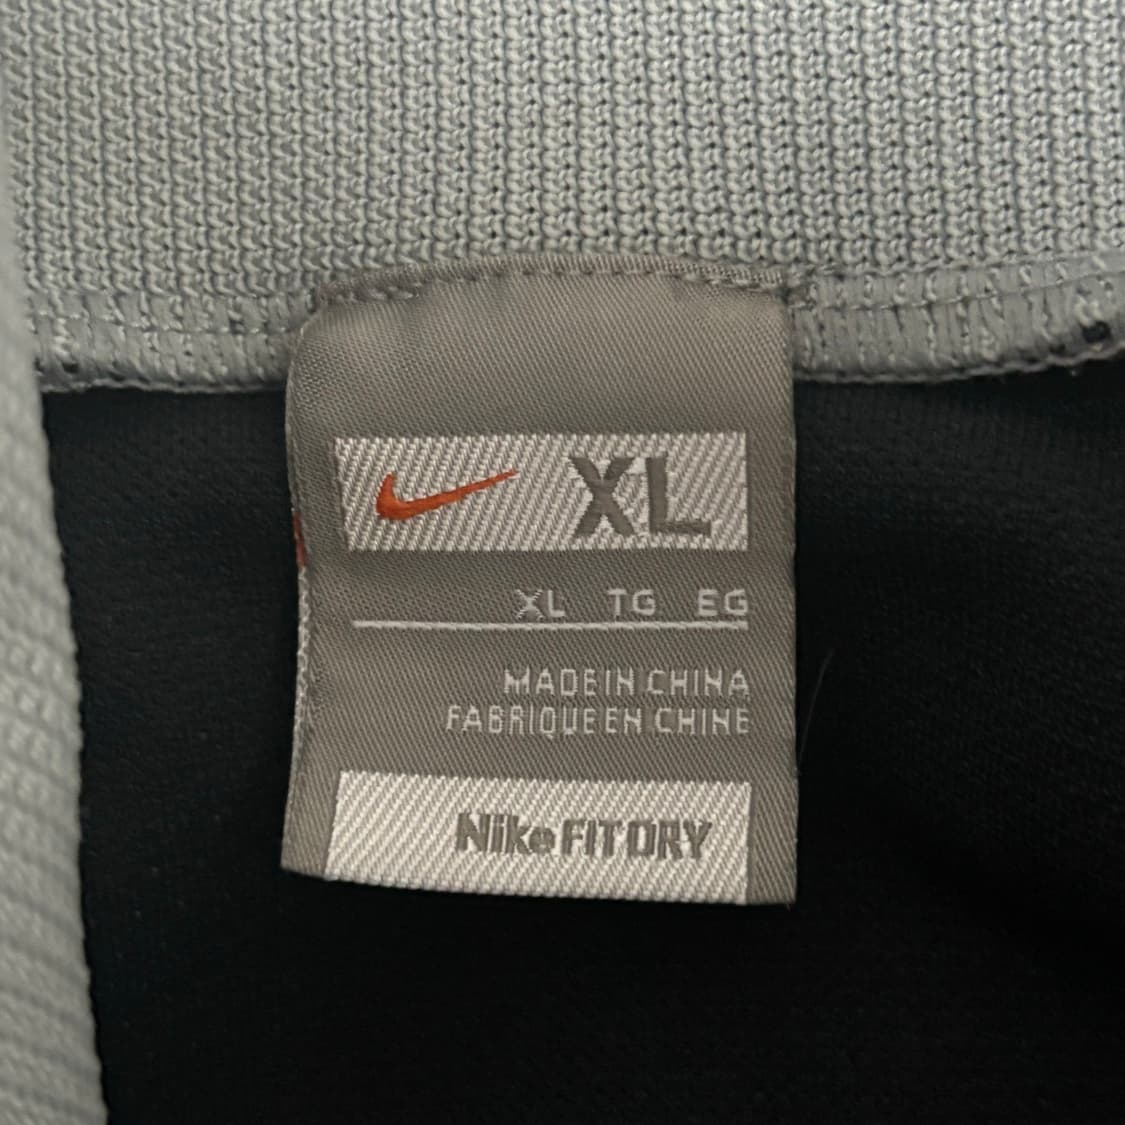 XL
XL TG EG
MADE IN CHINA
FABRIQUE EN CHINE
Nike FIT DRY